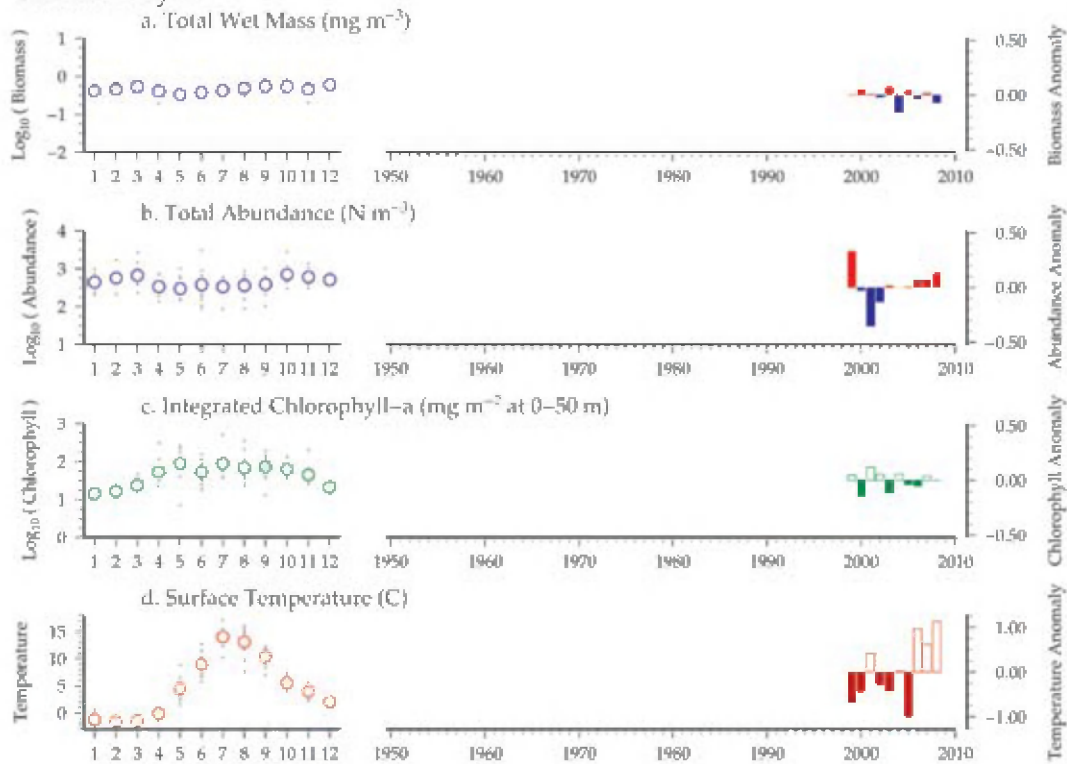 a. Total Wet Mass (mg m⁻³)
Log₁₀ ( Biomass )
1
0
−1
−2
1 2 3 4 5 6 7 8 9 10 11 12
1950 1960 1970 1980 1990 2000 2010
0.50
0.00
−0.50
Biomass Anomaly
b. Total Abundance (N m⁻³)
Log₁₀ ( Abundance )
4
3
2
1
1 2 3 4 5 6 7 8 9 10 11 12
1950 1960 1970 1980 1990 2000 2010
0.50
0.00
−0.50
Abundance Anomaly
c. Integrated Chlorophyll−a (mg m⁻² at 0−50 m)
Log₁₀ ( Chlorophyll )
3
2
1
0
1 2 3 4 5 6 7 8 9 10 11 12
1950 1960 1970 1980 1990 2000 2010
0.50
0.00
−0.50
Chlorophyll Anomaly
d. Surface Temperature (C)
Temperature
15
10
5
0
1 2 3 4 5 6 7 8 9 10 11 12
1950 1960 1970 1980 1990 2000 2010
1.00
0.00
−1.00
Temperature Anomaly